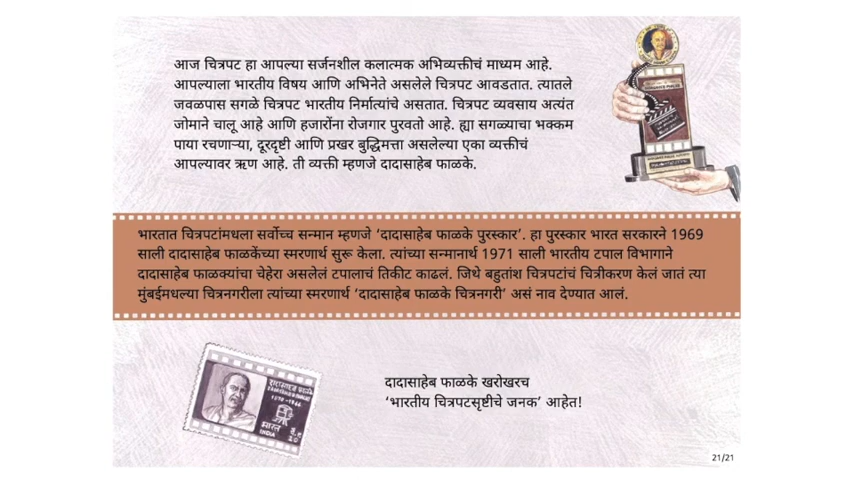 आज चित्रपट हा आपल्या सर्जनशील कलात्मक अभिव्यक्तीचं माध्यम आहे.
आपल्याला भारतीय विषय आणि अभिनेते असलेले चित्रपट आवडतात. त्यातले
जवळपास सगळे चित्रपट भारतीय निर्मात्यांचे असतात. चित्रपट व्यवसाय अत्यंत
जोमाने चालू आहे आणि हजारोंना रोजगार पुरवतो आहे. ह्या सगळ्याचा भक्कम
पाया रचणाऱ्या, दूरदृष्टी आणि प्रखर बुद्धिमत्ता असलेल्या एका व्यक्तीचं
आपल्यावर ऋण आहे. ती व्यक्ती म्हणजे दादासाहेब फाळके.
भारतात चित्रपटांमधला सर्वोच्च सन्मान म्हणजे ‘दादासाहेब फाळके पुरस्कार’. हा पुरस्कार भारत सरकारने 1969
साली दादासाहेब फाळकेंच्या स्मरणार्थ सुरू केला. त्यांच्या सन्मानार्थ 1971 साली भारतीय टपाल विभागाने
दादासाहेब फाळक्यांचा चेहेरा असलेलं टपालाचं तिकीट काढलं. जिथे बहुतांश चित्रपटांचं चित्रीकरण केलं जातं त्या
मुंबईमधल्या चित्रनगरीला त्यांच्या स्मरणार्थ ‘दादासाहेब फाळके चित्रनगरी’ असं नाव देण्यात आलं.
दादासाहेब फाळके
1870-1944
भारत
INDIA
दादासाहेब फाळके खरोखरच
‘भारतीय चित्रपटसृष्टीचे जनक’ आहेत!
21/21